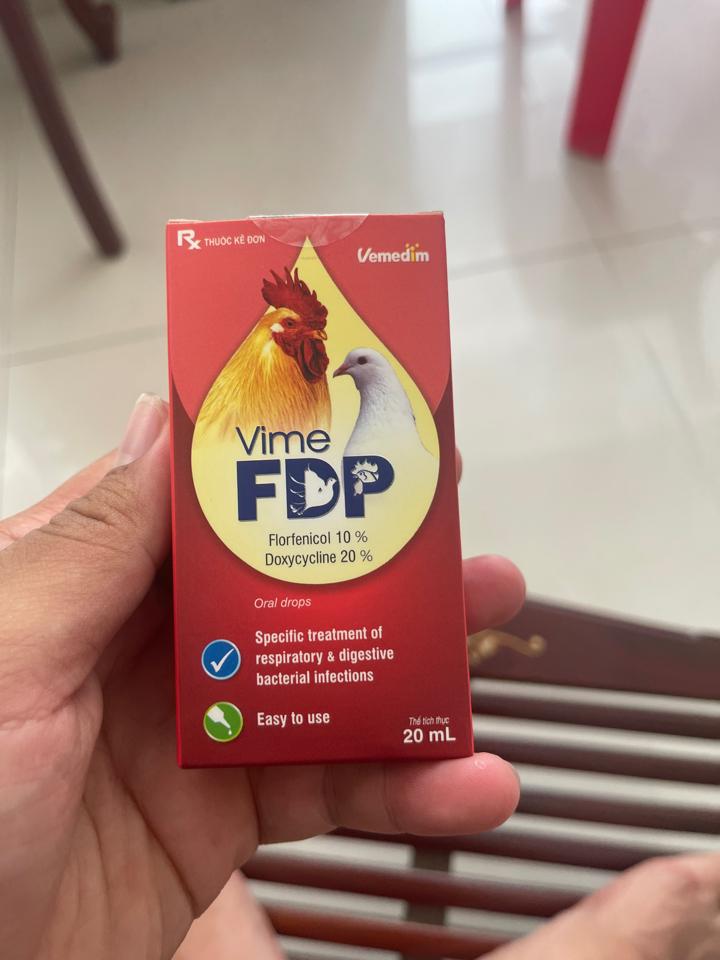 Rx THUỐC KÊ ĐƠN
Vemedim
Vime
FDP
Florfenicol 10 %
Doxycycline 20 %
Oral drops
Specific treatment of
respiratory & digestive
bacterial infections
Easy to use
Thể tích thực
20 mL